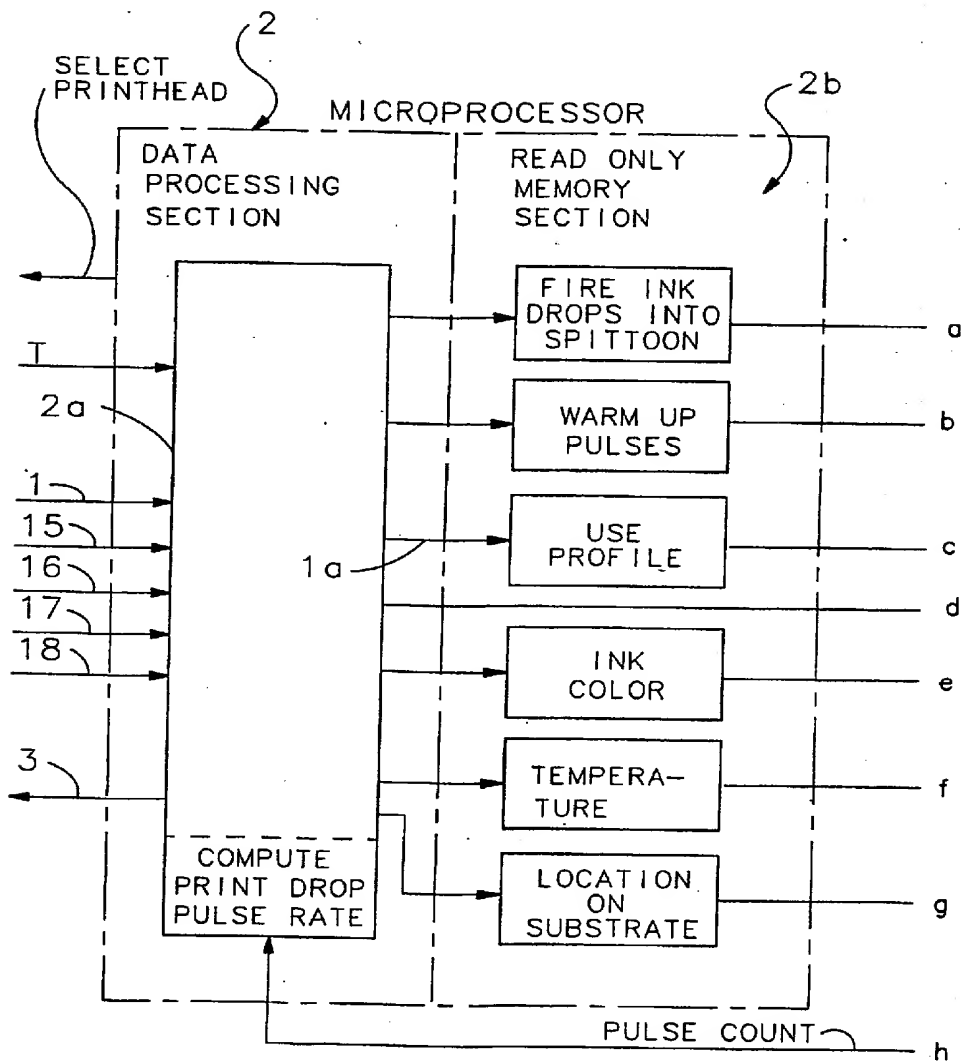 2
SELECT
PRINTHEAD
2b
MICROPROCESSOR
DATA
PROCESSING
SECTION
READ ONLY
MEMORY
SECTION
FIRE INK
DROPS INTO
SPITTOON
a
T
2a
WARM UP
PULSES
b
1
15
1a
USE
PROFILE
c
16
d
17
18
INK
COLOR
e
3
TEMPERA-
TURE
f
COMPUTE
PRINT DROP
PULSE RATE
LOCATION
ON
SUBSTRATE
g
PULSE COUNT
h